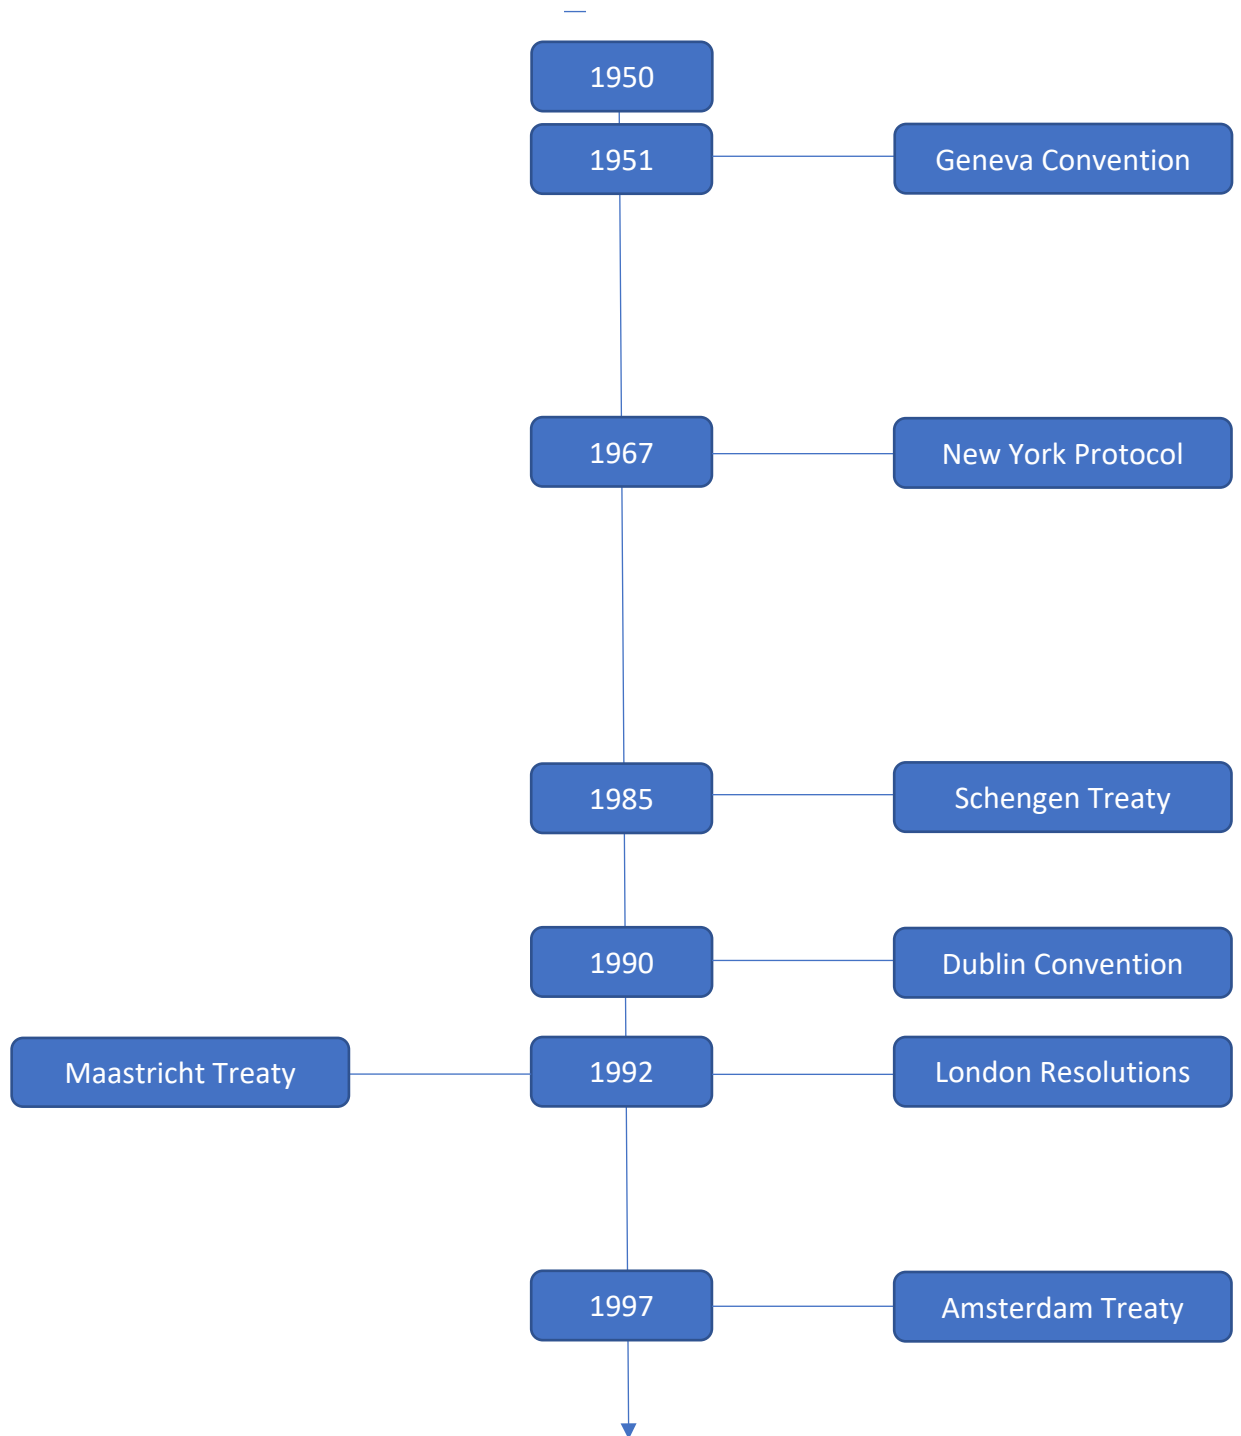 1950
1951
Geneva Convention
1967
New York Protocol
1985
Schengen Treaty
1990
Dublin Convention
Maastricht Treaty
1992
London Resolutions
1997
Amsterdam Treaty